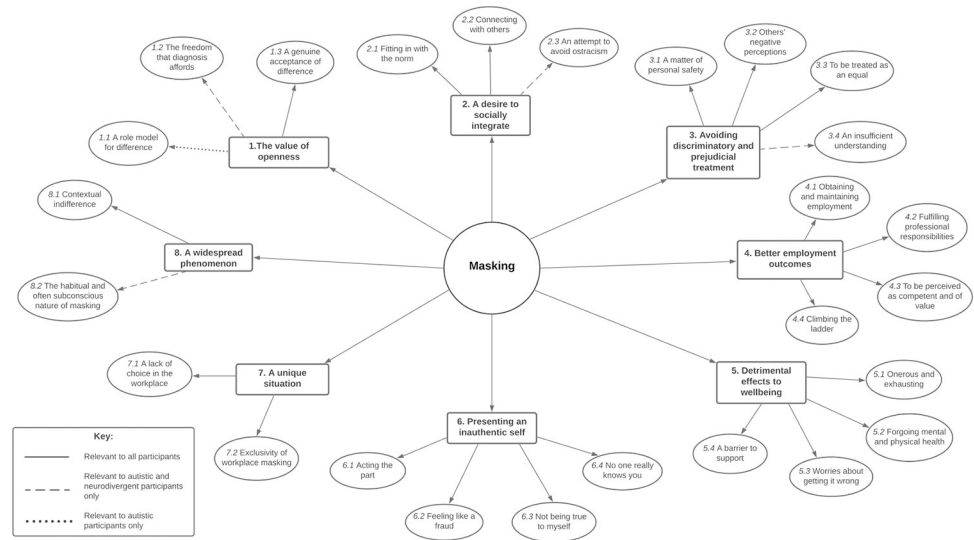 Masking
1.The value of
openness
1.1 A role model
for difference
1.2 The freedom
that diagnosis
affords
1.3 A genuine
acceptance of
difference
2. A desire to
socially
integrate
2.1 Fitting in with
the norm
2.2 Connecting
with others
2.3 An attempt to
avoid ostracism
3. Avoiding
discriminatory and
prejudicial
treatment
3.1 A matter of
personal safety
3.2 Others'
negative
perceptions
3.3 To be treated as
an equal
3.4 An insufficient
understanding
4. Better employment
outcomes
4.1 Obtaining
and maintaining
employment
4.2 Fulfilling
professional
responsibilities
4.3 To be perceived
as competent and of
value
4.4 Climbing the
ladder
5. Detrimental
effects to
wellbeing
5.1 Onerous and
exhausting
5.2 Forgoing mental
and physical health
5.3 Worries about
getting it wrong
5.4 A barrier to
support
6. Presenting an
inauthentic self
6.1 Acting the
part
6.2 Feeling like a
fraud
6.3 Not being true
to myself
6.4 No one really
knows you
7. A unique
situation
7.1 A lack of
choice in the
workplace
7.2 Exclusivity of
workplace masking
8. A widespread
phenomenon
8.1 Contextual
indifference
8.2 The habitual and
often subconscious
nature of masking
Key:
Relevant to all participants
Relevant to autistic and
neurodivergent participants
only
Relevant to autistic
participants only